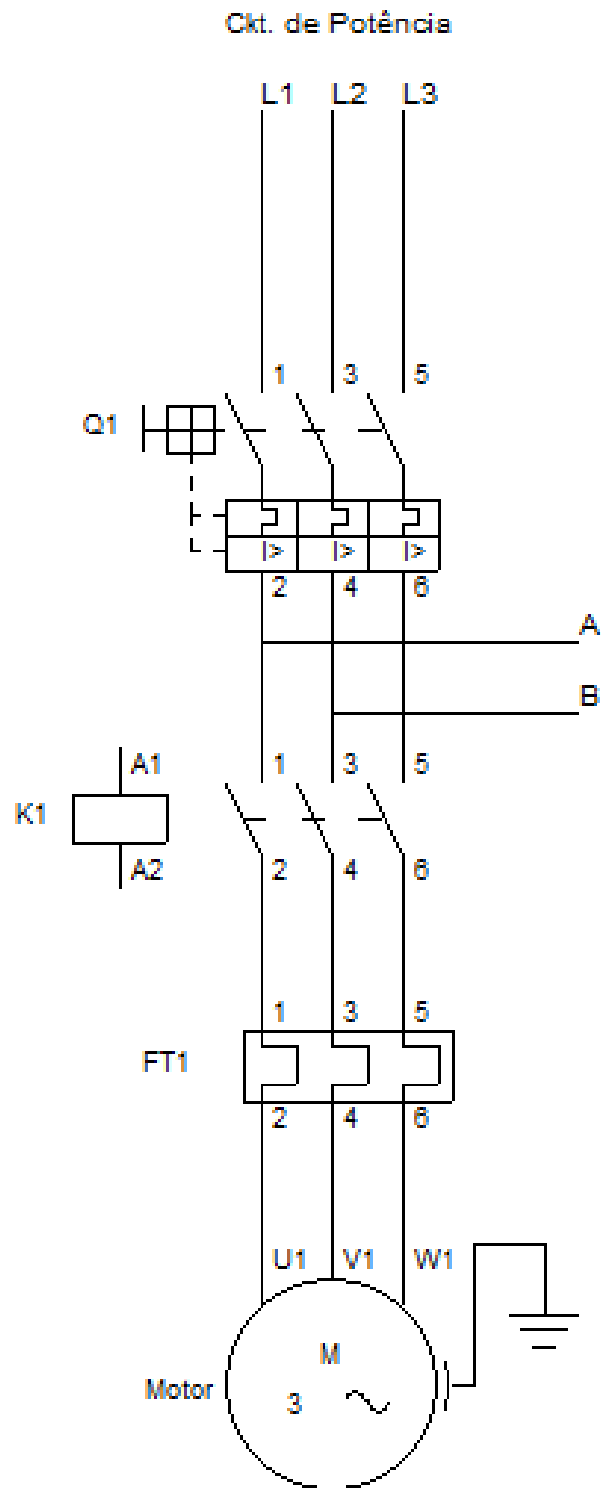 Ckt. de Potência
L1 L2 L3
1 3 5
Q1
I> I> I>
2 4 6
A
B
A1 1 3 5
K1
A2 2 4 6
1 3 5
FT1
2 4 6
U1 V1 W1
M
Motor 3